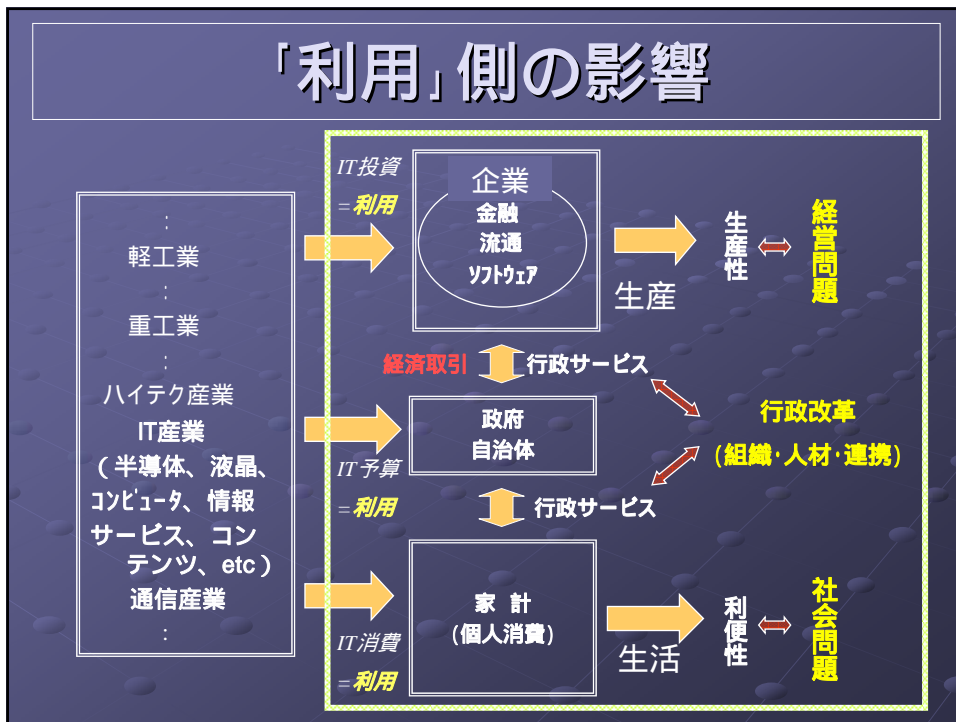 「利用」側の影響
：
軽工業
：
重工業
：
ハイテク産業
IT産業
（半導体、液晶、
ｺﾝﾋﾟｭｰﾀ、情報
サービス、コン
テンツ、etc）
通信産業
：
IT投資
=利用
企業
金融
流通
ｿﾌﾄｳｪｱ
生産
生産性
経営問題
経済取引
行政サービス
政府
自治体
IT予算
=利用
行政サービス
行政改革
(組織･人材･連携)
家 計
(個人消費)
IT消費
=利用
生活
利便性
社会問題